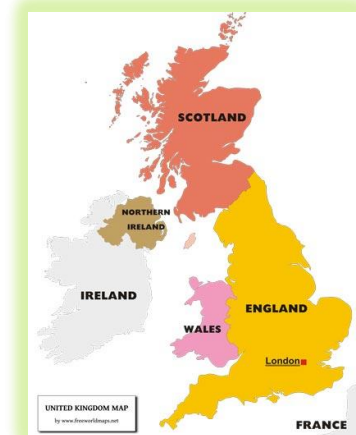 SCOTLAND
NORTHERN
IRELAND
IRELAND
ENGLAND
WALES
London
UNITED KINGDOM MAP
by www.freeworldmaps.net
FRANCE